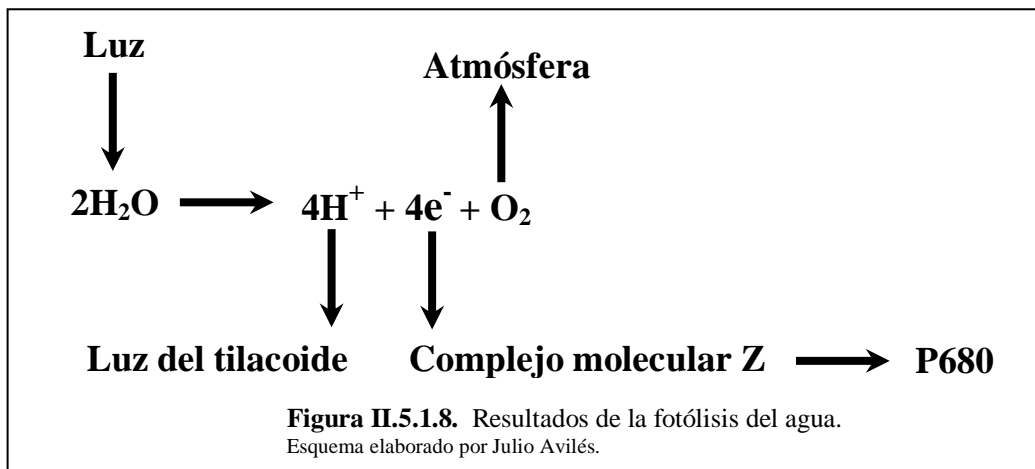 Luz
Atmósfera
2H₂O 4H⁺ + 4e⁻ + O₂
Luz del tilacoide Complejo molecular Z P680
Figura II.5.1.8. Resultados de la fotólisis del agua.
Esquema elaborado por Julio Avilés.